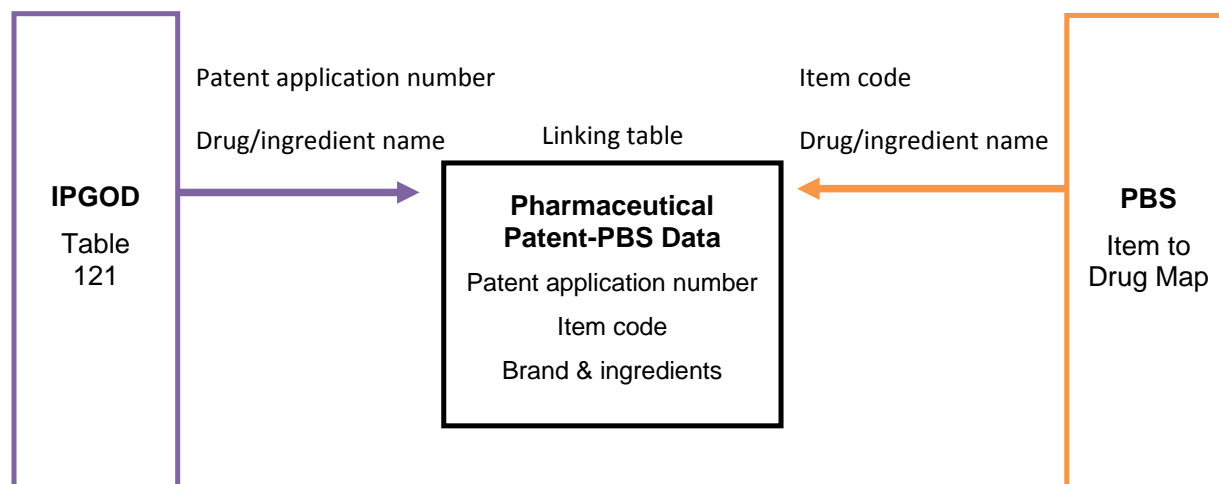 IPGOD
Table
121
Patent application number
Drug/ingredient name
Linking table
Pharmaceutical
Patent-PBS Data
Patent application number
Item code
Brand & ingredients
Item code
Drug/ingredient name
PBS
Item to
Drug Map